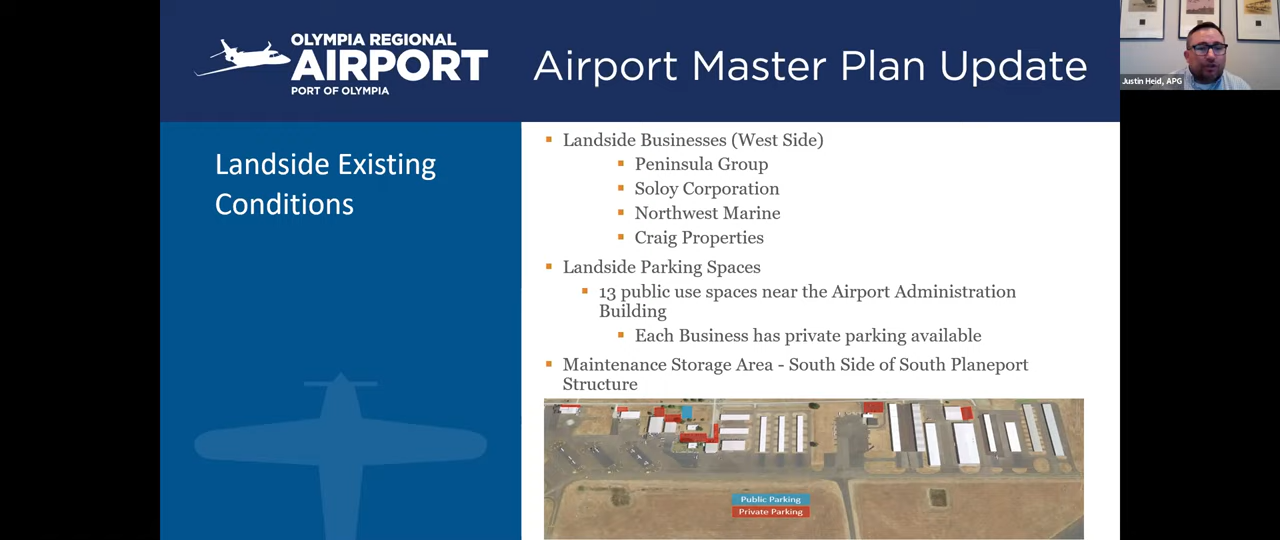 OLYMPIA REGIONAL
AIRPORT
PORT OF OLYMPIA
Airport Master Plan Update
Justin Heid, APG
Landside Existing
Conditions
Landside Businesses (West Side)
Peninsula Group
Soloy Corporation
Northwest Marine
Craig Properties
Landside Parking Spaces
13 public use spaces near the Airport Administration
Building
Each Business has private parking available
Maintenance Storage Area - South Side of South Planeport
Structure
Public Parking
Private Parking